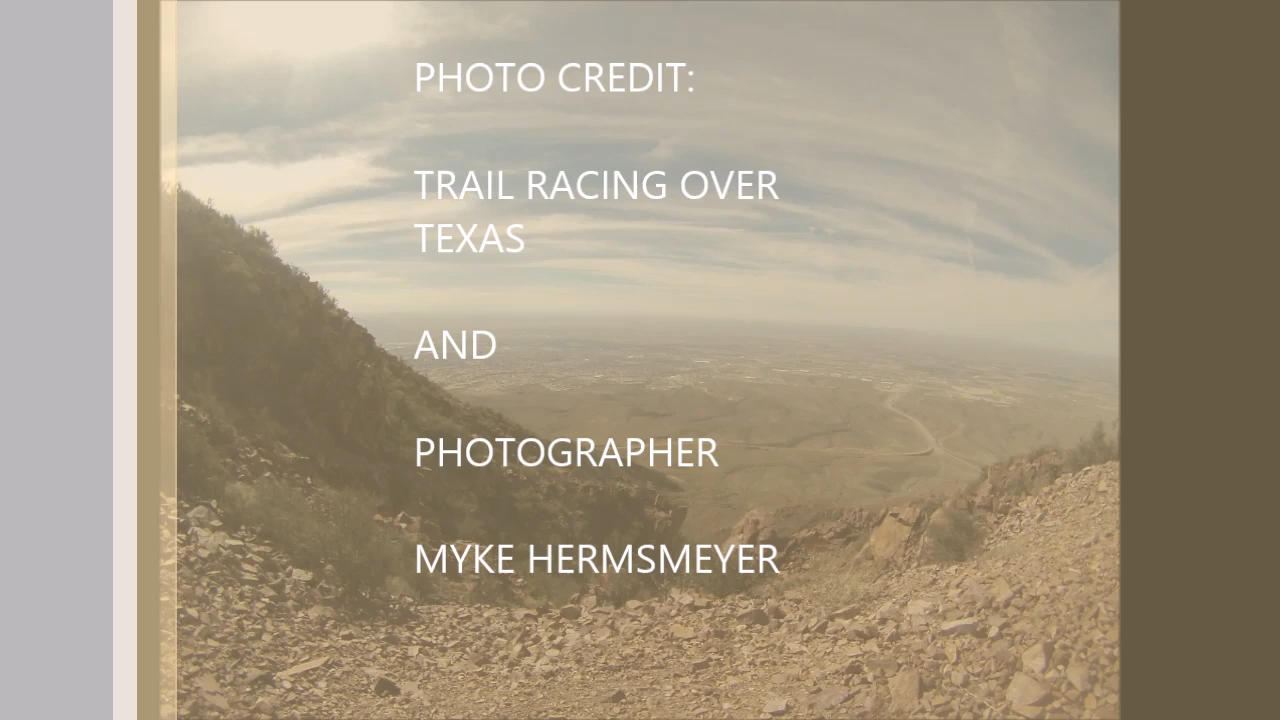 PHOTO CREDIT:
TRAIL RACING OVER
TEXAS
AND
PHOTOGRAPHER
MYKE HERMSMEYER